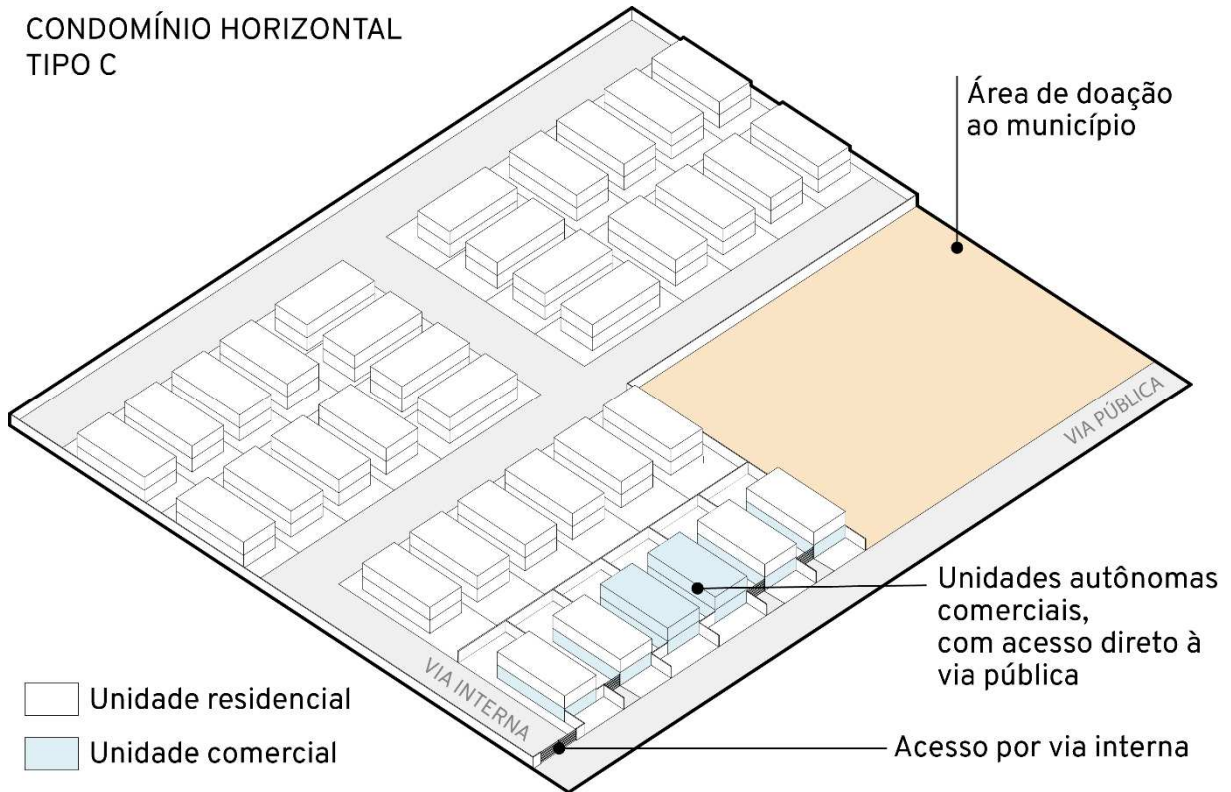 CONDOMÍNIO HORIZONTAL
TIPO C
Área de doação
ao município
VIA PÚBLICA
Unidades autônomas
comerciais,
com acesso direto à
via pública
VIA INTERNA
Unidade residencial
Unidade comercial
Acesso por via interna